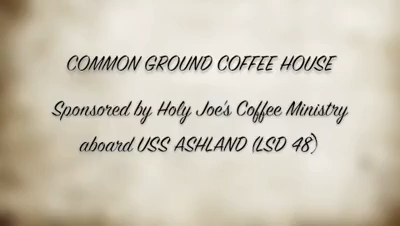 COMMON GROUND COFFEE HOUSE
Sponsored by Holy Joe's Coffee Ministry
aboard USS ASHLAND (LSD 48)